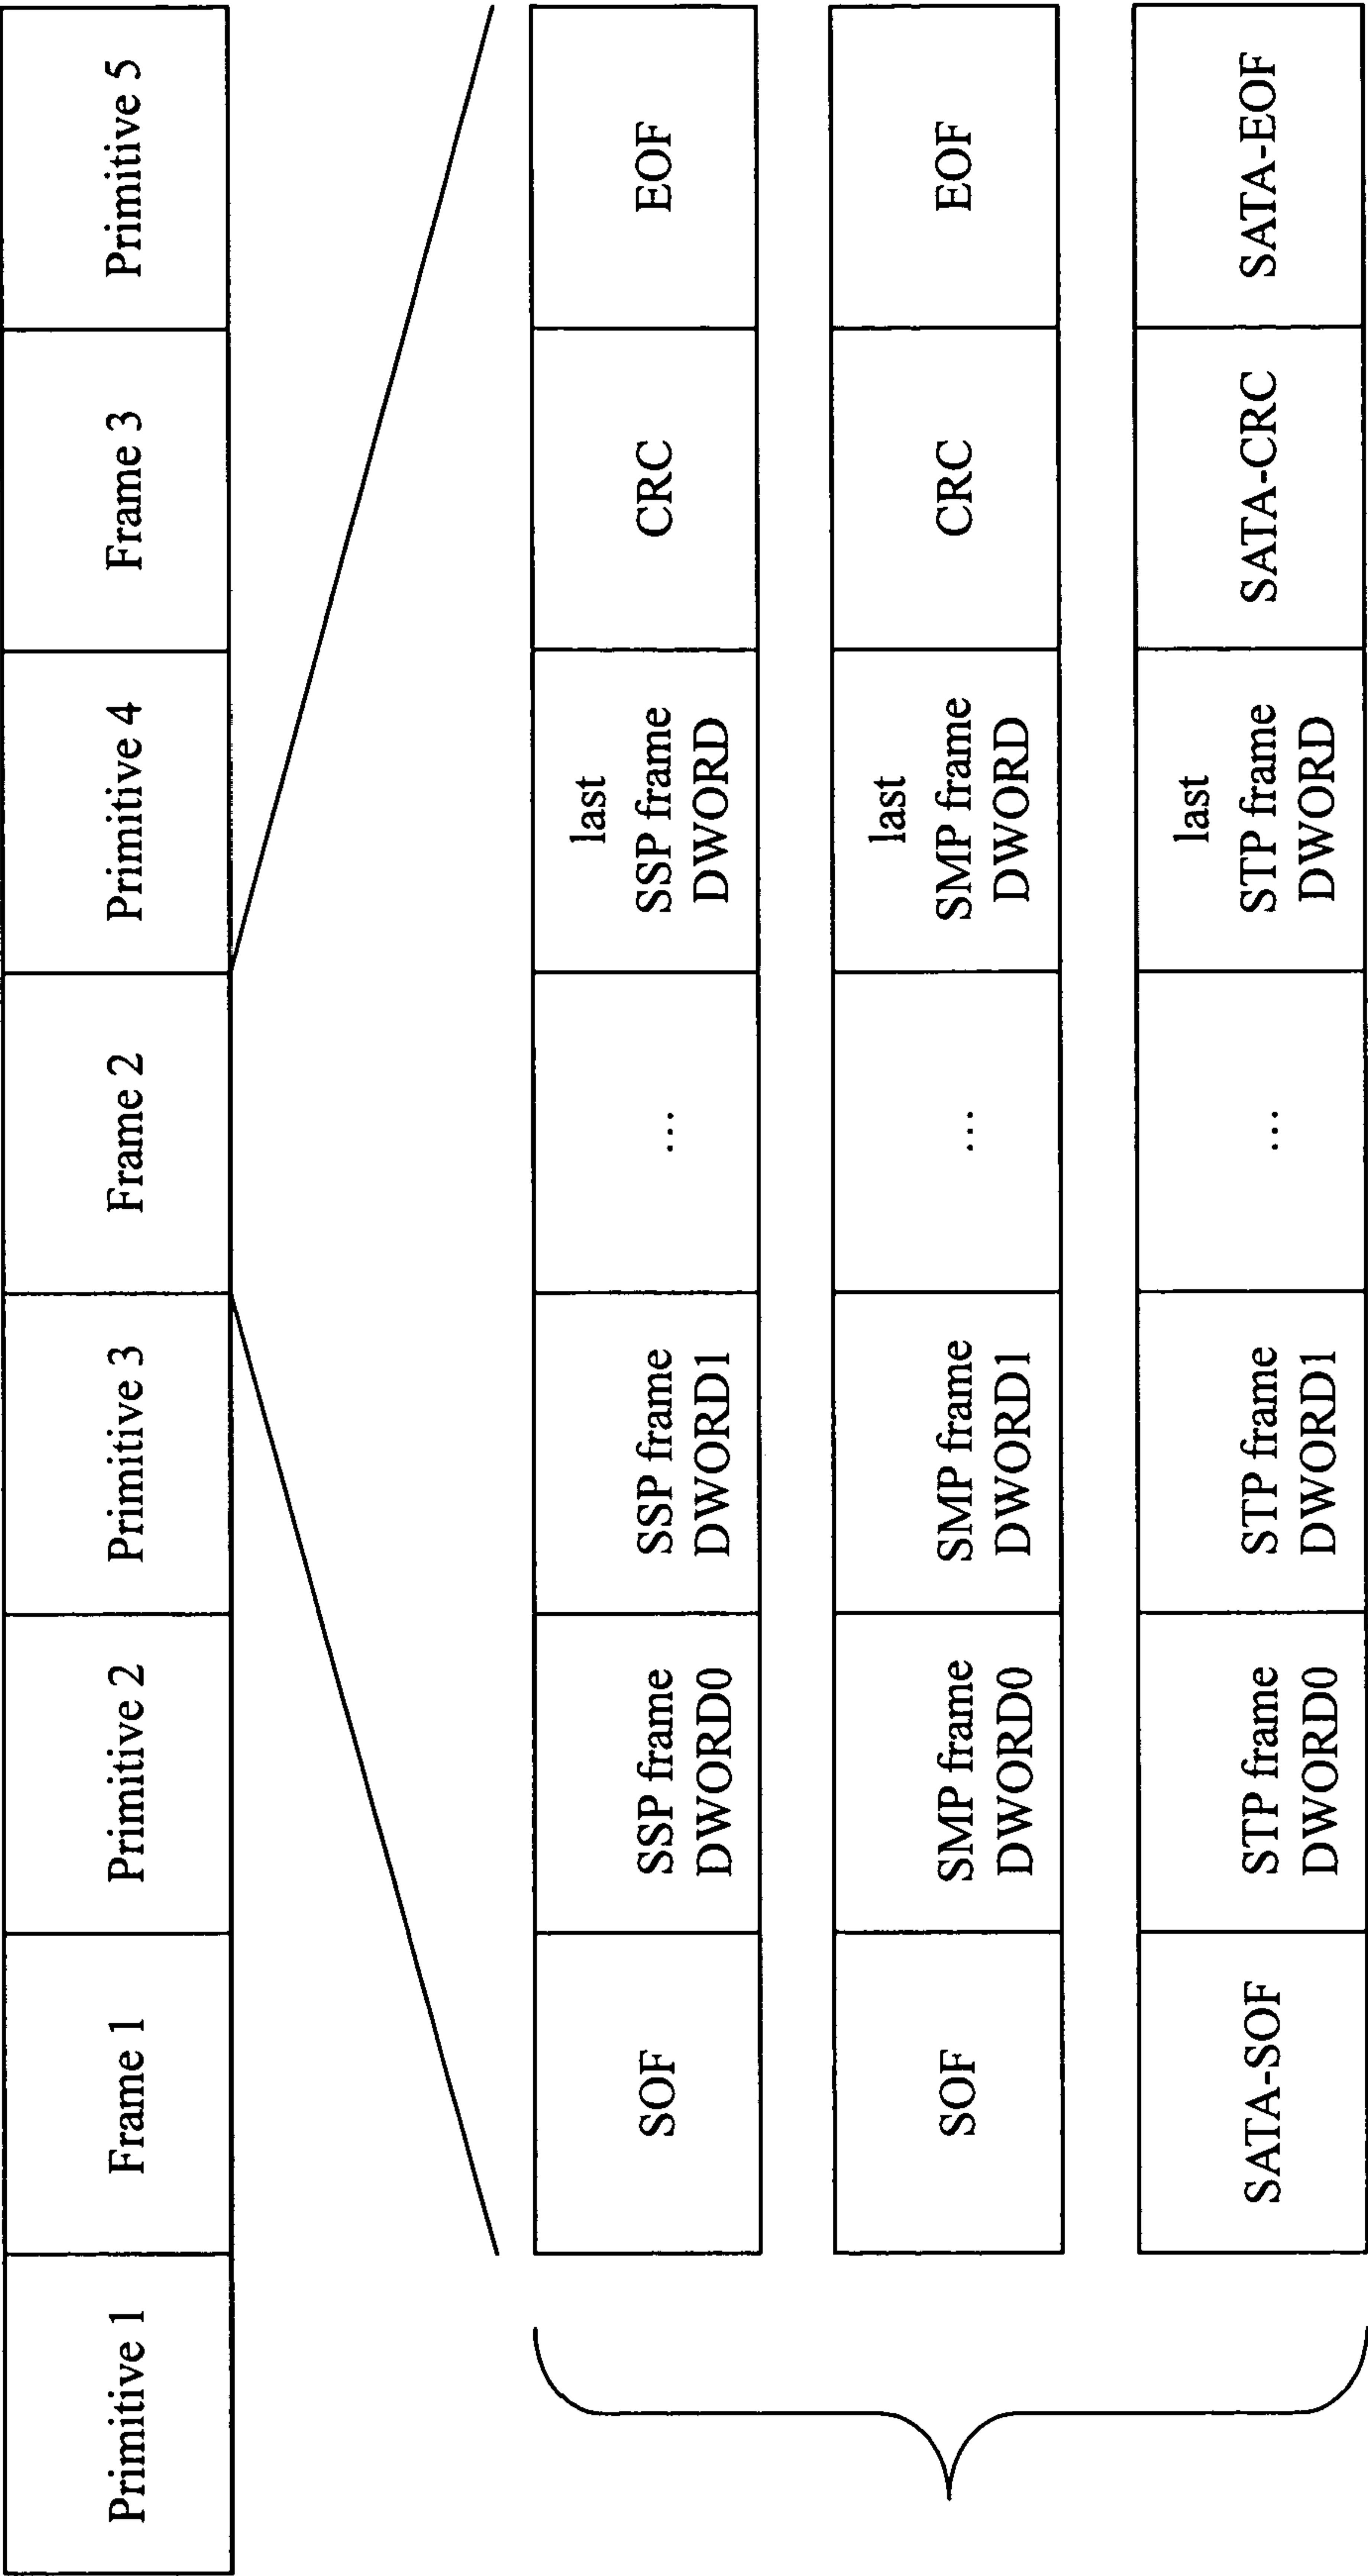 Primitive 1
Frame 1
Primitive 2
Primitive 3
Frame 2
Primitive 4
Frame 3
Primitive 5
SOF
SSP frame
DWORD0
SSP frame
DWORD1
...
last
SSP frame
DWORD
CRC
EOF
SOF
SMP frame
DWORD0
SMP frame
DWORD1
...
last
SMP frame
DWORD
CRC
EOF
SATA-SOF
STP frame
DWORD0
STP frame
DWORD1
...
last
STP frame
DWORD
SATA-CRC
SATA-EOF